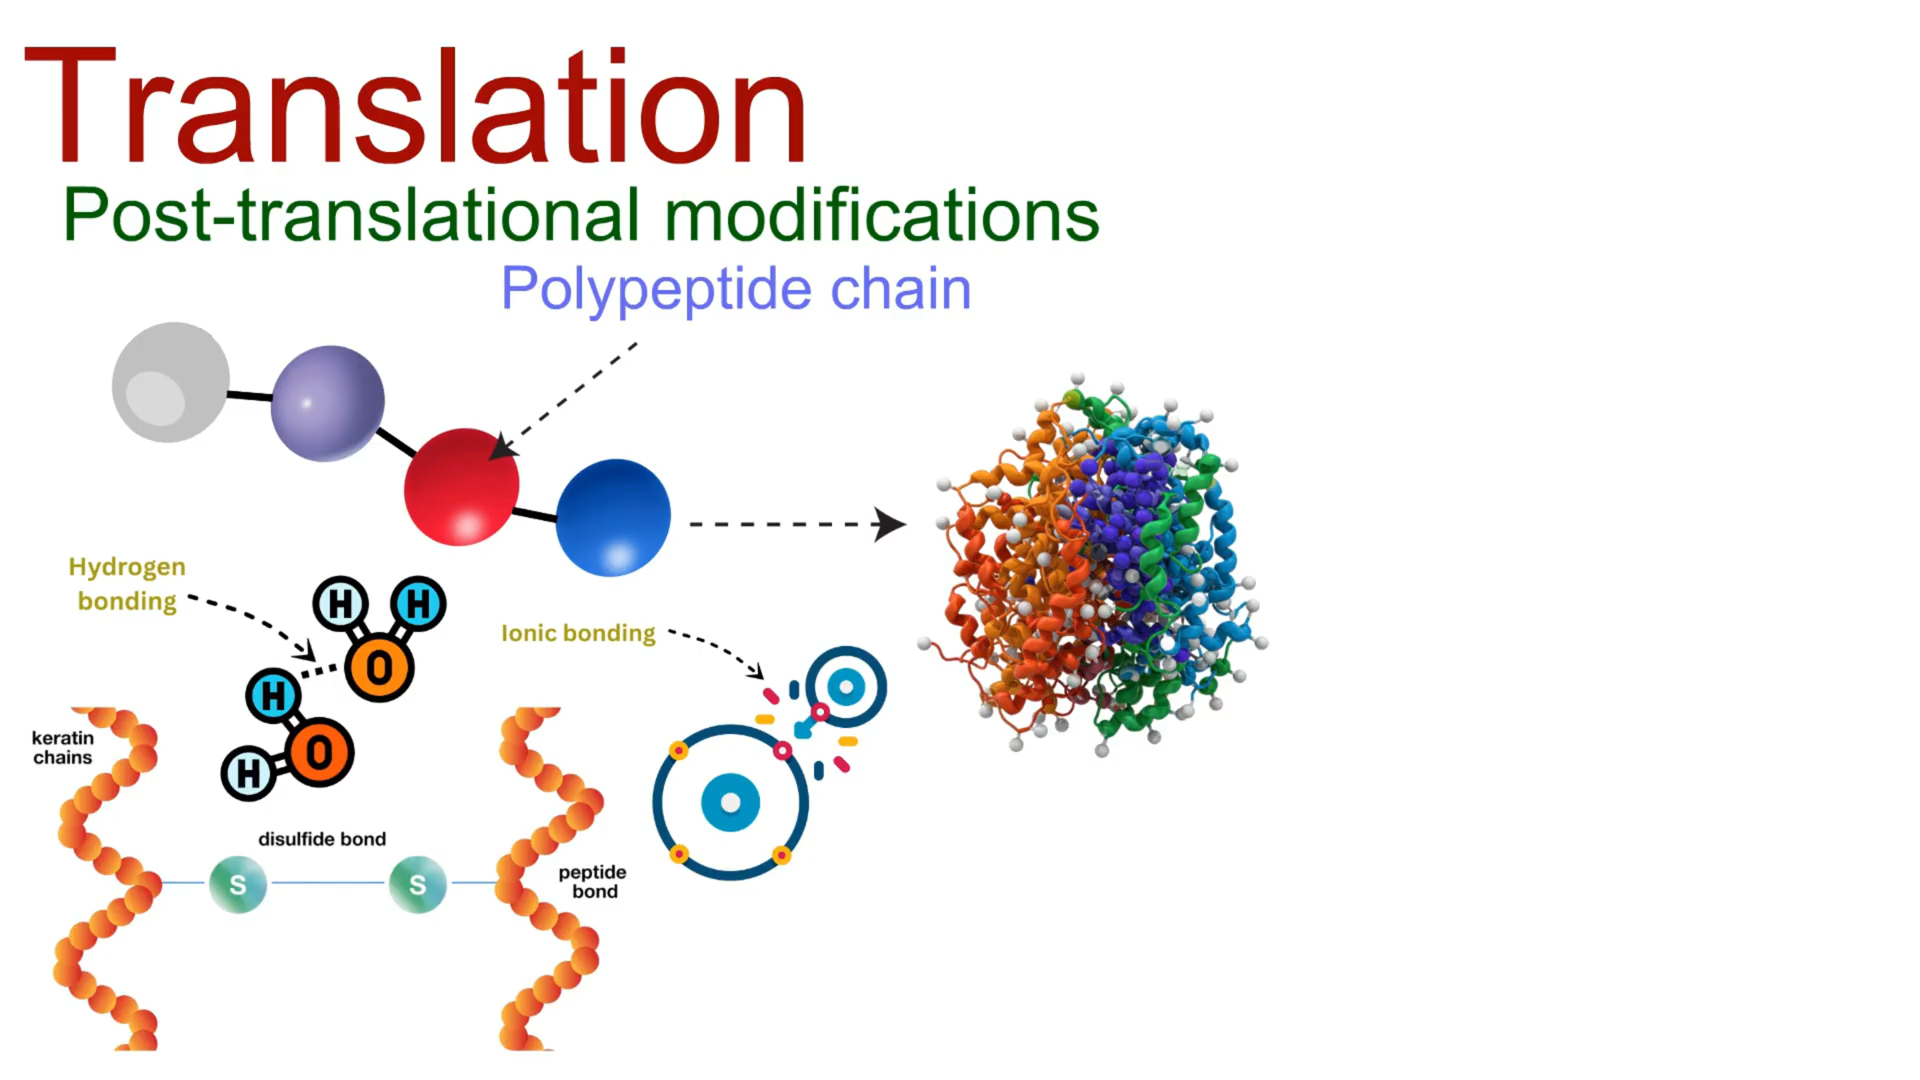 Translation
Post-translational modifications
Polypeptide chain
Hydrogen
bonding
H
H
O
Ionic bonding
H
O
H
keratin
chains
disulfide bond
S
S
peptide
bond